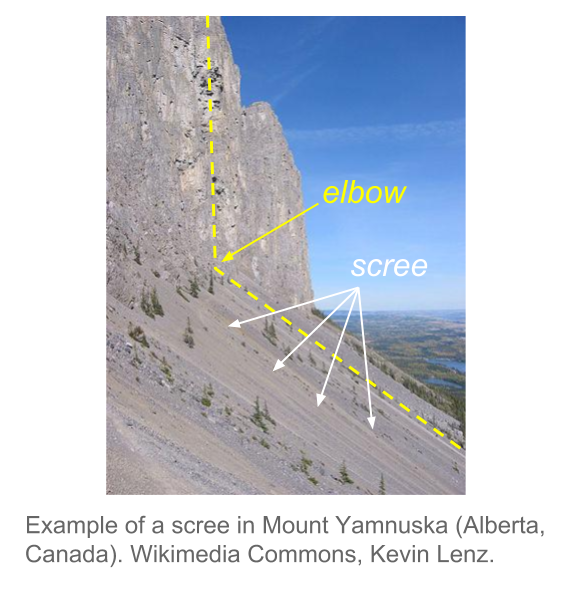 elbow
scree
Example of a scree in Mount Yamnuska (Alberta,
Canada). Wikimedia Commons, Kevin Lenz.